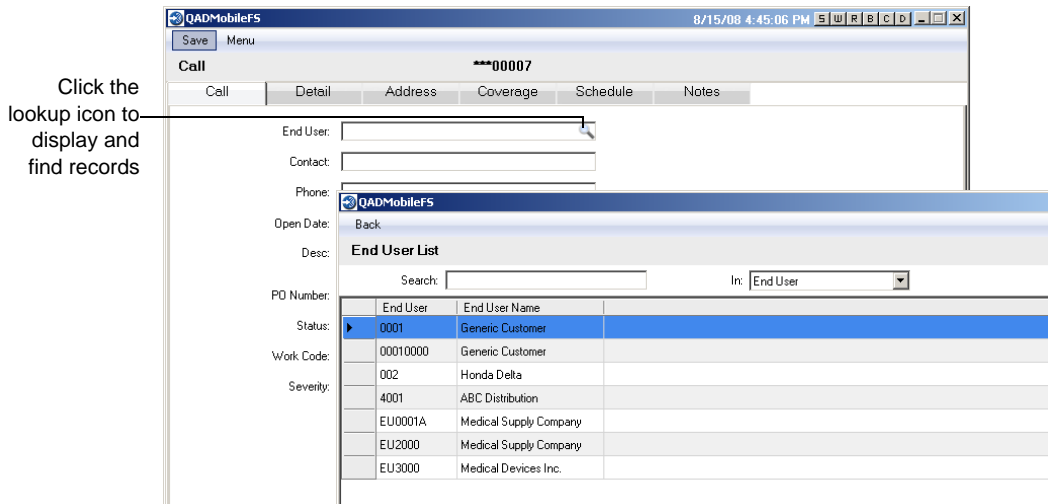 QADMobileFS 8/15/08 4:45:06 PM S W R B C D
Save Menu
Call ***00007
Call Detail Address Coverage Schedule Notes
Click the
lookup icon to
display and
find records
End User:
Contact:
Phone:
Open Date:
Desc:
PO Number:
Status:
Work Code:
Severity:
QADMobileFS
Back
End User List
Search: In: End User
End User End User Name
0001 Generic Customer
00010000 Generic Customer
002 Honda Delta
4001 ABC Distribution
EU0001A Medical Supply Company
EU2000 Medical Supply Company
EU3000 Medical Devices Inc.